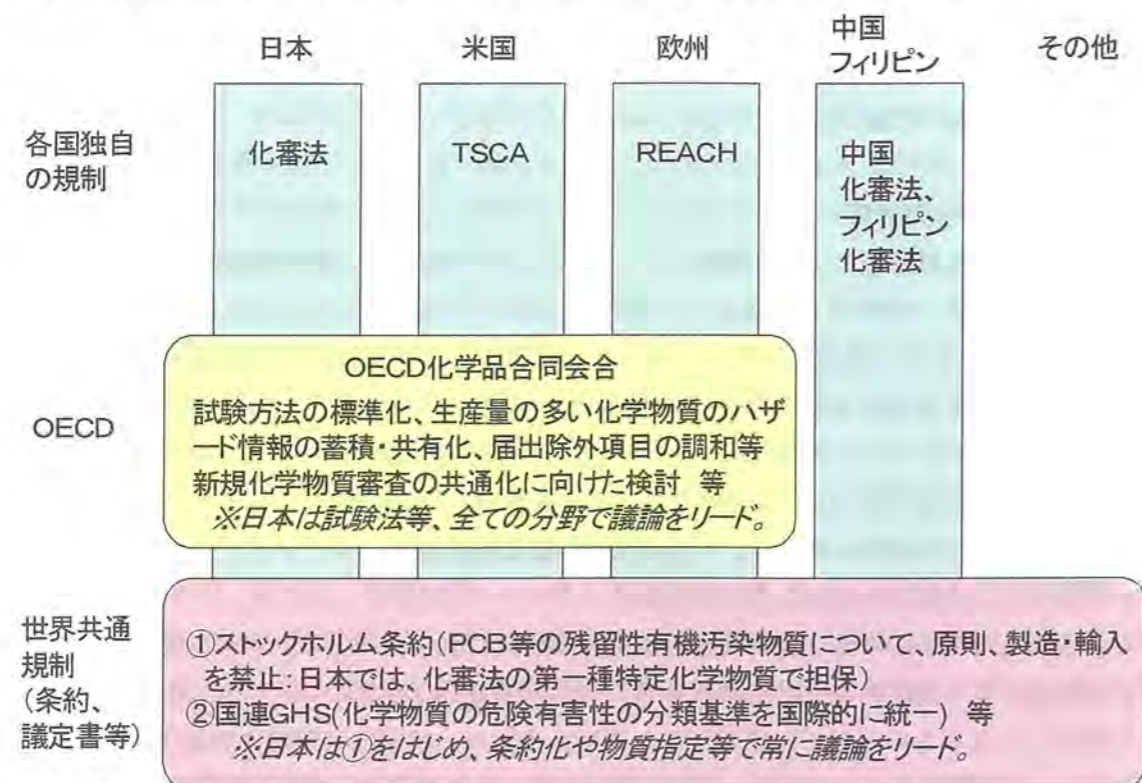 日本
米国
欧州
中国
フィリピン
その他
各国独自
の規制
化審法
TSCA
REACH
中国
化審法、
フィリピン
化審法
OECD
OECD化学品合同会合
試験方法の標準化、生産量の多い化学物質のハザ
ード情報の蓄積・共有化、届出除外項目の調和等
新規化学物質審査の共通化に向けた検討 等
※日本は試験法等、全ての分野で議論をリード。
世界共通
規制
(条約、
議定書等)
①ストックホルム条約(PCB等の残留性有機汚染物質について、原則、製造・輸入
を禁止:日本では、化審法の第一種特定化学物質で担保)
②国連GHS(化学物質の危険有害性の分類基準を国際的に統一) 等
※日本は①をはじめ、条約化や物質指定等で常に議論をリード。